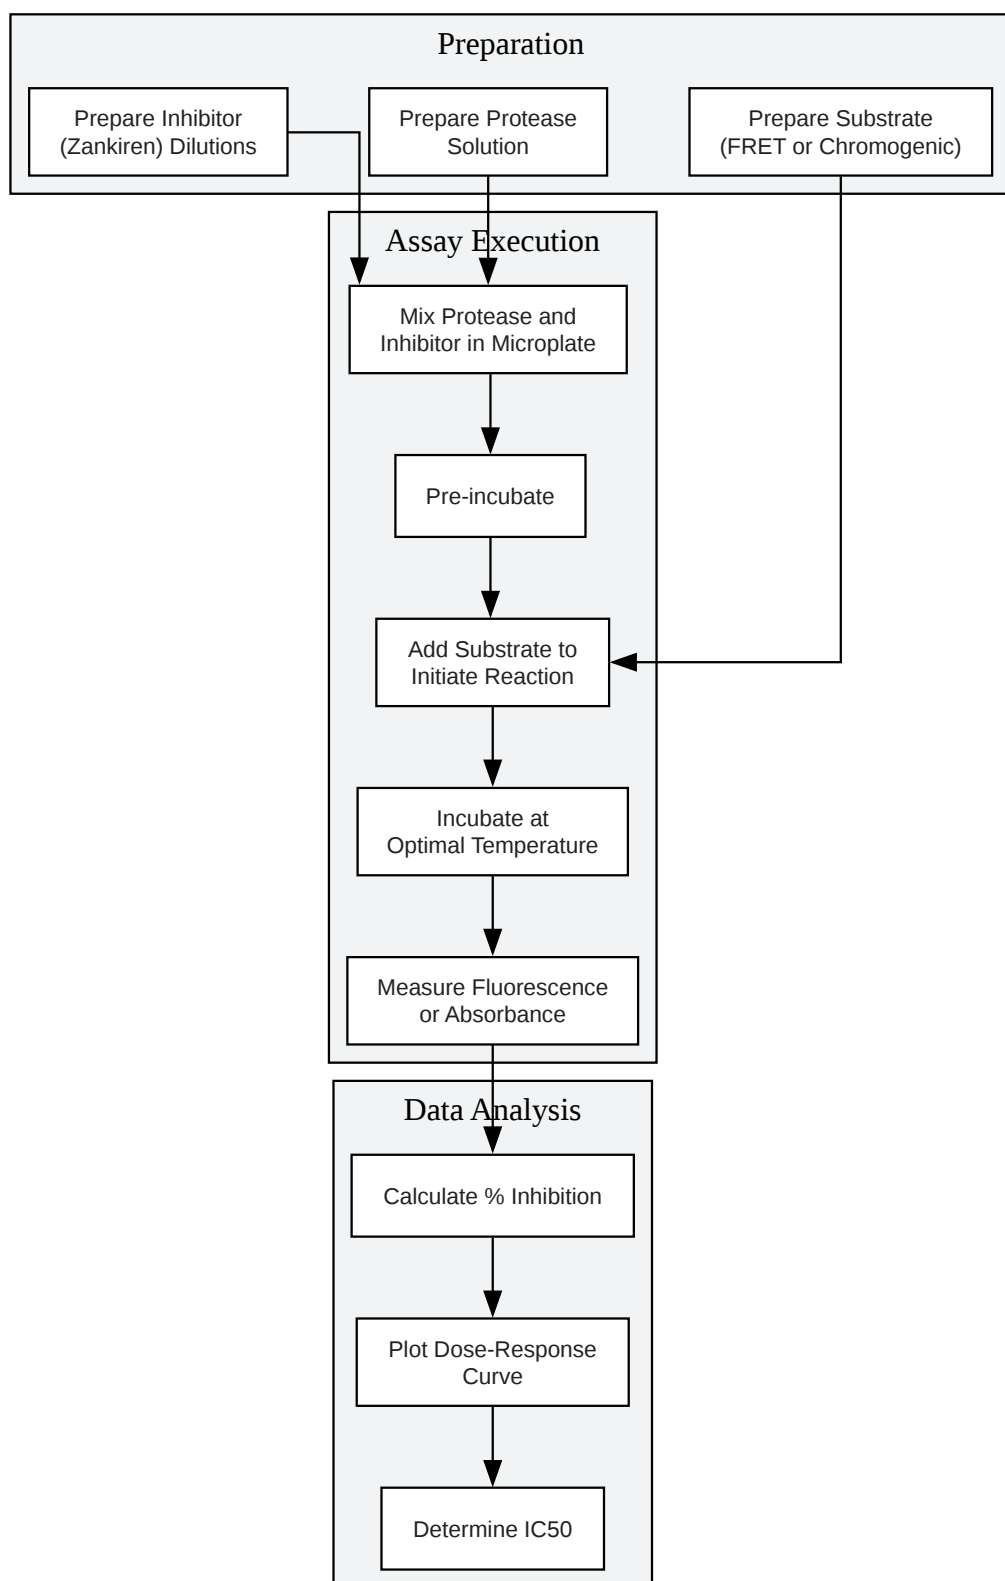 Preparation
Prepare Inhibitor
(Zankiren) Dilutions
Prepare Protease
Solution
Prepare Substrate
(FRET or Chromogenic)
Assay Execution
Mix Protease and
Inhibitor in Microplate
Pre-incubate
Add Substrate to
Initiate Reaction
Incubate at
Optimal Temperature
Measure Fluorescence
or Absorbance
Data Analysis
Calculate % Inhibition
Plot Dose-Response
Curve
Determine IC50